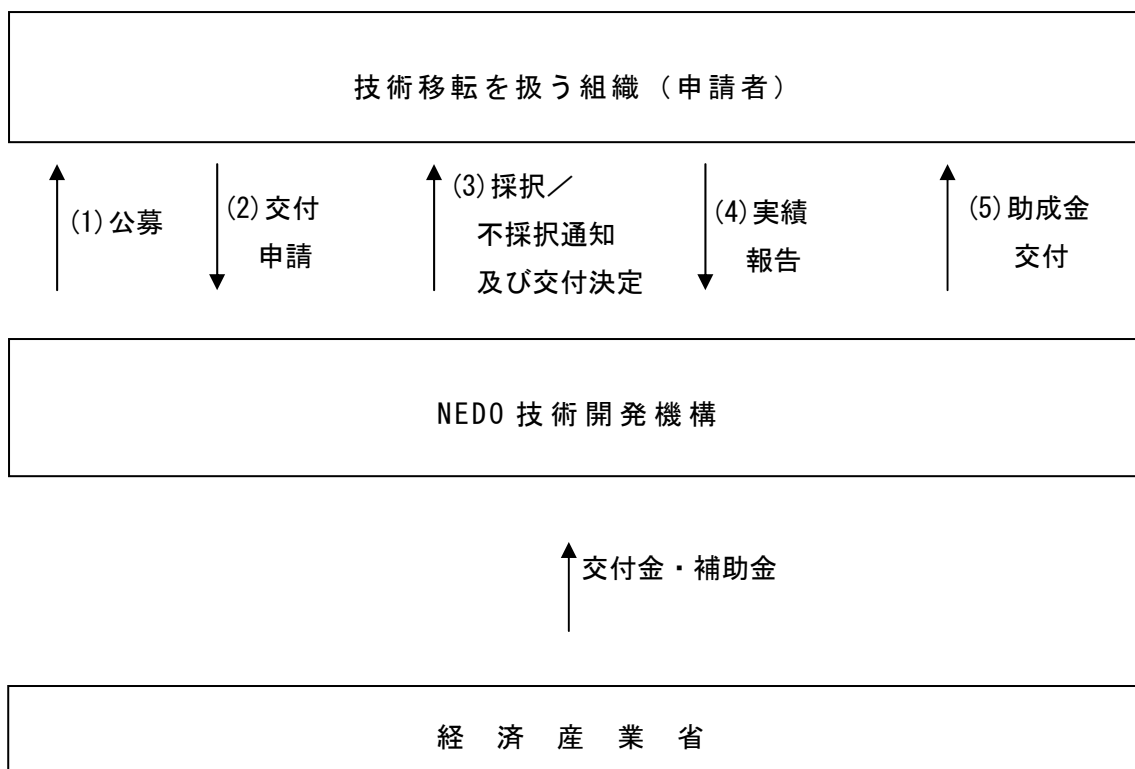 技術移転を扱う組織（申請者）
(1)公募
(2)交付
申請
(3)採択／
不採択通知
及び交付決定
(4)実績
報告
(5)助成金
交付
NEDO技術開発機構
交付金・補助金
経済産業省